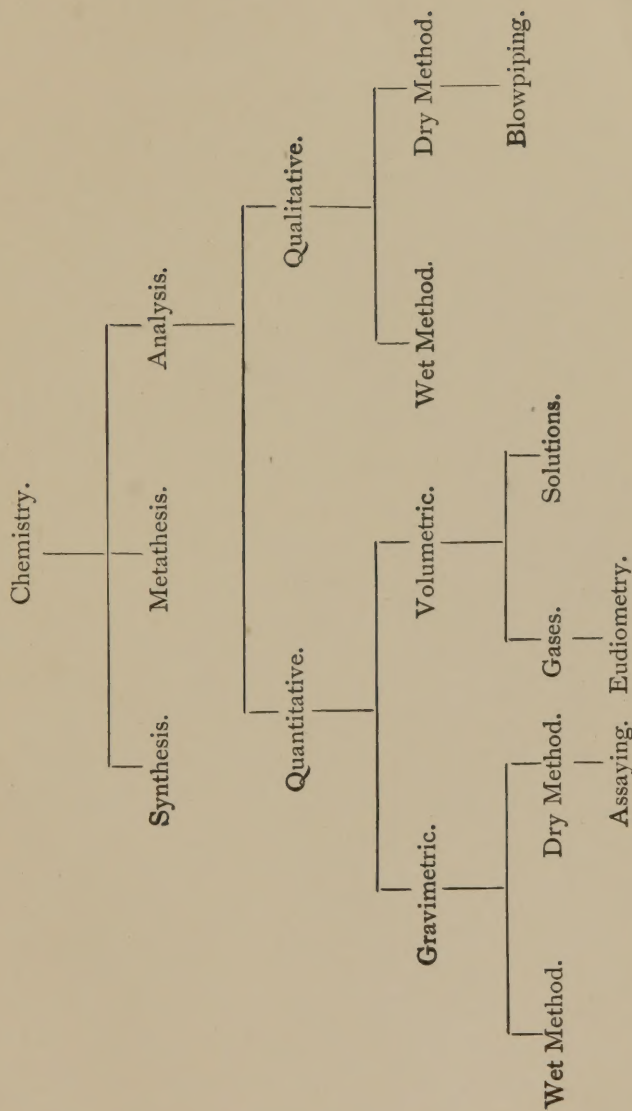 Chemistry.
Synthesis. Metathesis. Analysis.
Quantitative. Qualitative.
Gravimetric. Volumetric. Wet Method. Dry Method.
Wet Method. Dry Method. Gases. Solutions. Blowpiping.
Assaying. Eudiometry.